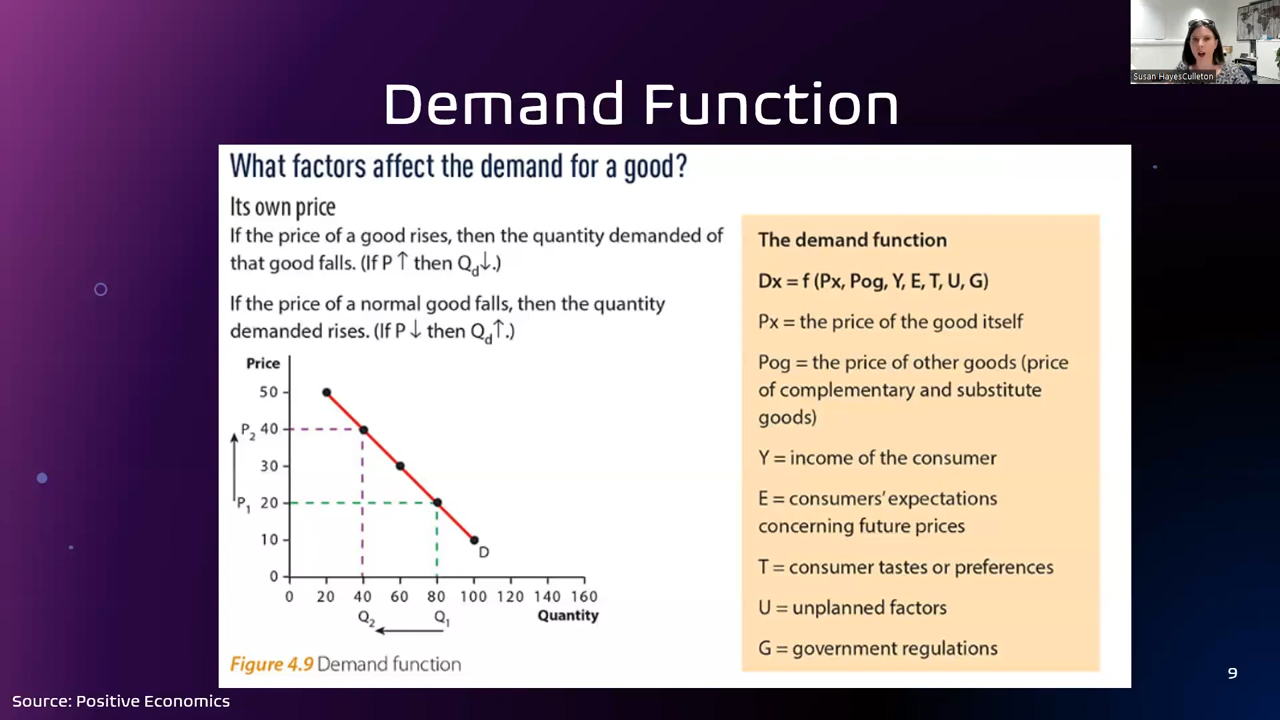 Susan HayesCulleton
Demand Function
What factors affect the demand for a good?
Its own price
If the price of a good rises, then the quantity demanded of
that good falls. (If P ↑ then Qd↓.)
If the price of a normal good falls, then the quantity
demanded rises. (If P ↓ then Qd↑.)
Price
50
P2 40
30
P1 20
10
0
D
0 20 40 60 80 100 120 140 160
Q2 Q1 Quantity
Figure 4.9 Demand function
The demand function
Dx = f (Px, Pog, Y, E, T, U, G)
Px = the price of the good itself
Pog = the price of other goods (price
of complementary and substitute
goods)
Y = income of the consumer
E = consumers' expectations
concerning future prices
T = consumer tastes or preferences
U = unplanned factors
G = government regulations
9
Source: Positive Economics